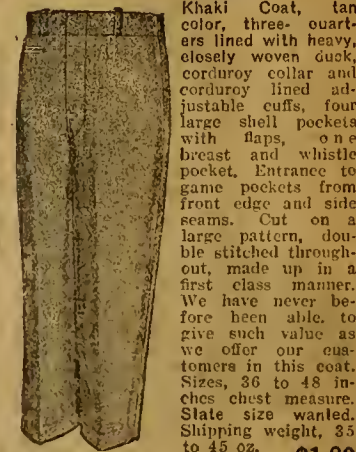 Khaki Coat, tan
color, three- quart-
ers lined with heavy,
closely woven duck,
corduroy collar and
corduroy lined ad-
justable cuffs, four
large shell pockets
with flaps, one
breast and whistle
pocket. Entrance to
game pockets from
front edge and side
seams. Cut on a
large pattern, dou-
ble stitched through-
out, made up in a
first class manner.
We have never be-
fore been able. to
give such value as
we offer our cus-
tomers in this coat.
Sizes, 36 to 48 in-
ches chest measure.
State size wanted.
Shipping weight, 35
to 45 oz.